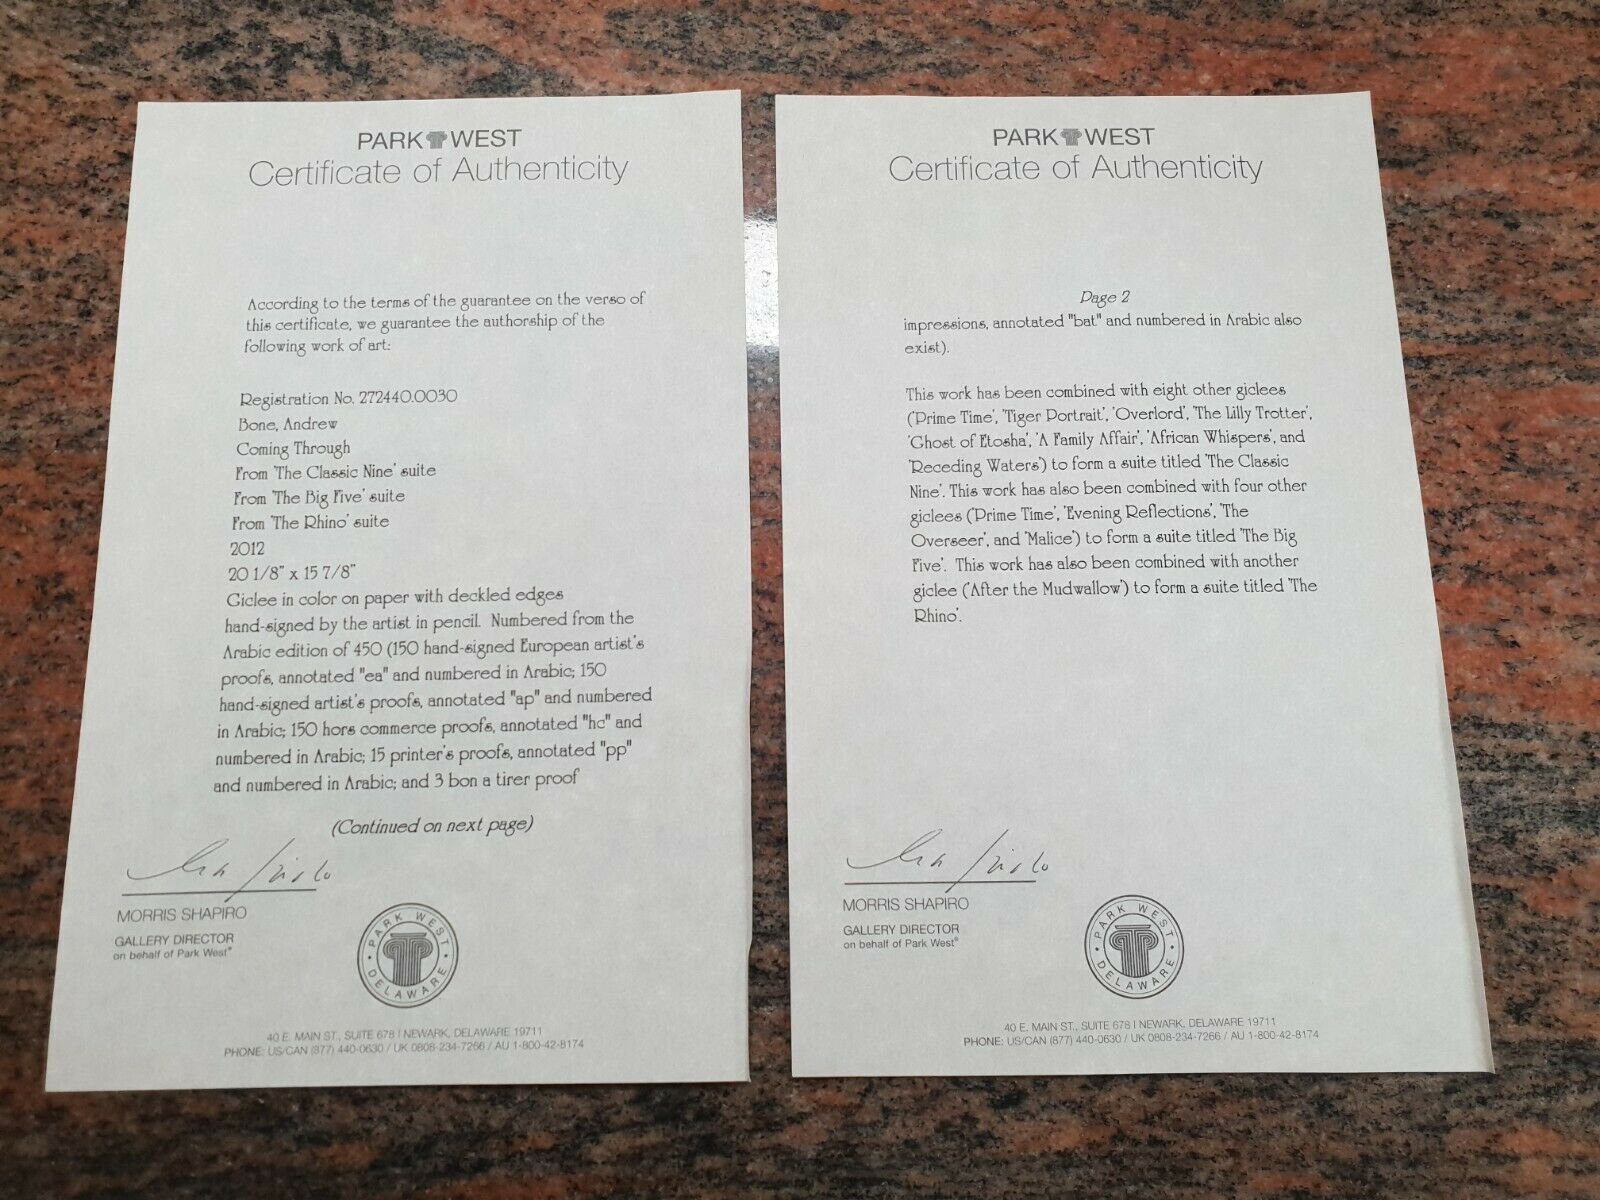 PARK WEST
Certificate of Authenticity
According to the terms of the guarantee on the verso of
this certificate, we guarantee the authorship of the
following work of art:
Registration No. 272440.0030
Bone, Andrew
Coming Through
From 'The Classic Nine' suite
From 'The Big Five' suite
From 'The Rhino' suite
2012
20 1/8" x 15 7/8"
Giclee in color on paper with deckled edges
hand-signed by the artist in pencil. Numbered from the
Arabic edition of 450 (150 hand-signed European artist's
proofs, annotated "ea" and numbered in Arabic; 150
hand-signed artist's proofs, annotated "ap" and numbered
in Arabic; 150 hors commerce proofs, annotated "hc" and
numbered in Arabic; 15 printer's proofs, annotated "pp"
and numbered in Arabic; and 3 bon a tirer proof
(Continued on next page)
MORRIS SHAPIRO
GALLERY DIRECTOR
on behalf of Park West®
PARK WEST
DELAWARE
40 E. MAIN ST., SUITE 678 | NEWARK, DELAWARE 19711
PHONE: US/CAN (877) 440-0630 / UK 0808-234-7266 / AU 1-800-42-8174
PARK WEST
Certificate of Authenticity
Page 2
impressions, annotated "bat" and numbered in Arabic also
exist).
This work has been combined with eight other giclees
('Prime Time', 'Tiger Portrait', 'Overlord', 'The Lilly Trotter',
'Ghost of Etosha', 'A Family Affair', 'African Whispers', and
'Receding Waters') to form a suite titled 'The Classic
Nine'. This work has also been combined with four other
giclees ('Prime Time', 'Evening Reflections', 'The
Overseer', and 'Malice') to form a suite titled 'The Big
Five'. This work has also been combined with another
giclee ('After the Mudwallow') to form a suite titled 'The
Rhino'.
MORRIS SHAPIRO
GALLERY DIRECTOR
on behalf of Park West®
PARK WEST
DELAWARE
40 E. MAIN ST., SUITE 678 | NEWARK, DELAWARE 19711
PHONE: US/CAN (877) 440-0630 / UK 0808-234-7266 / AU 1-800-42-8174